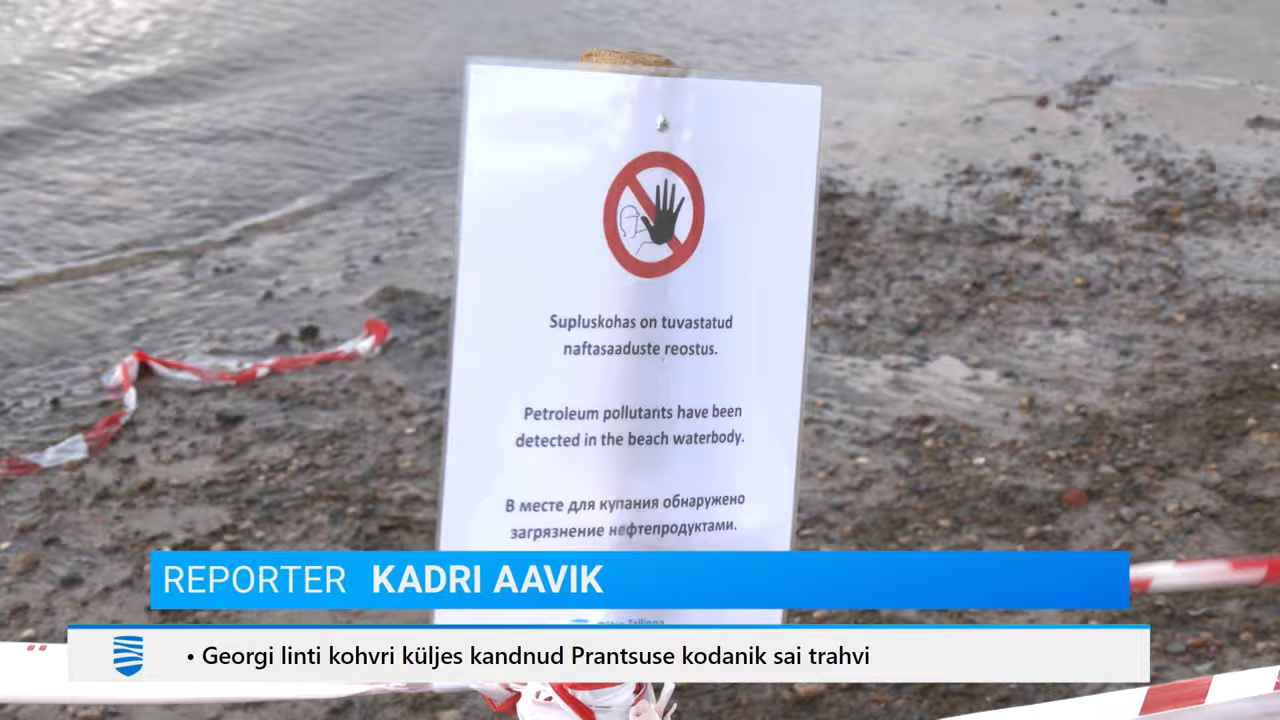 Supluskohas on tuvastatud
naftasaaduste reostus.
Petroleum pollutants have been
detected in the beach waterbody.
В месте для купания обнаружено
загрязнение нефтепродуктами.
REPORTER KADRI AAVIK
• Georgi linti kohvri küljes kandnud Prantsuse kodanik sai trahvi